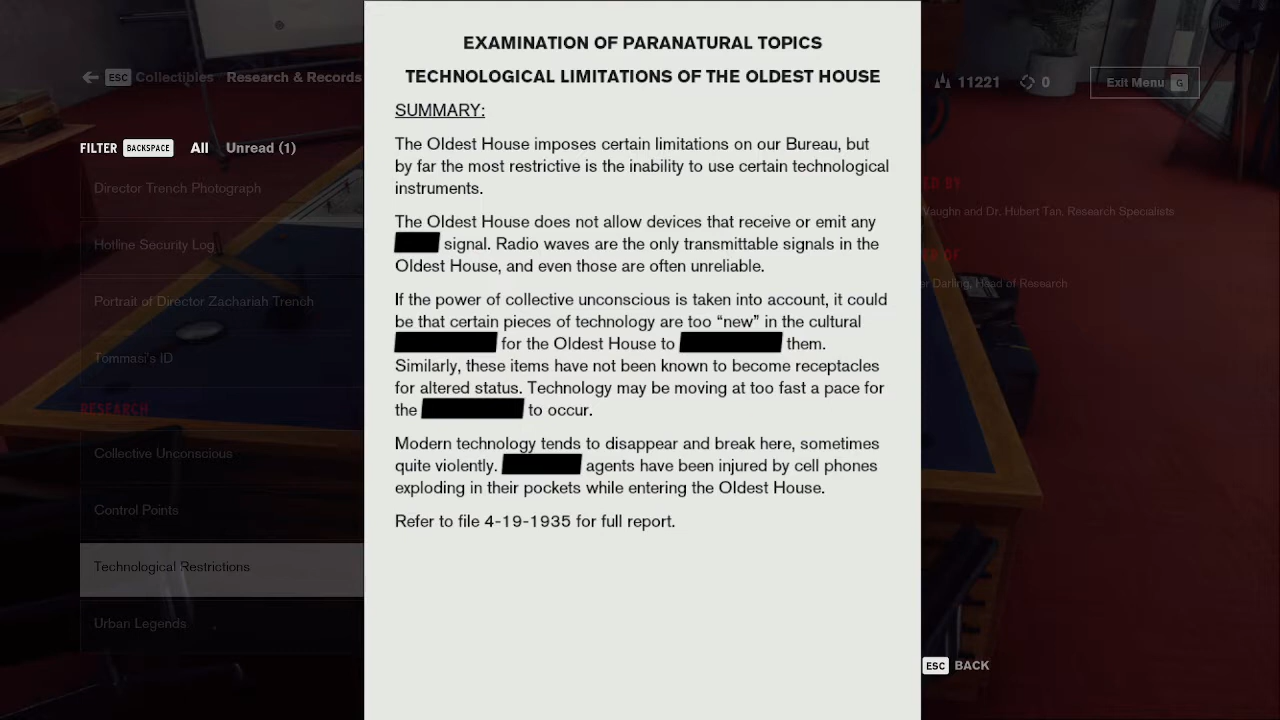 EXAMINATION OF PARANATURAL TOPICS
TECHNOLOGICAL LIMITATIONS OF THE OLDEST HOUSE
SUMMARY:
The Oldest House imposes certain limitations on our Bureau, but
by far the most restrictive is the inability to use certain technological
instruments.
The Oldest House does not allow devices that receive or emit any
signal. Radio waves are the only transmittable signals in the
Oldest House, and even those are often unreliable.
If the power of collective unconscious is taken into account, it could
be that certain pieces of technology are too “new” in the cultural
for the Oldest House to them.
Similarly, these items have not been known to become receptacles
for altered status. Technology may be moving at too fast a pace for
the to occur.
Modern technology tends to disappear and break here, sometimes
quite violently. agents have been injured by cell phones
exploding in their pockets while entering the Oldest House.
Refer to file 4-19-1935 for full report.
ESC Collectibles Research & Records
FILTER BACKSPACE All Unread (1)
Director Trench Photograph
Hotline Security Log
Portrait of Director Zachariah Trench
Tommasi's ID
RESEARCH
Collective Unconscious
Control Points
Technological Restrictions
Urban Legends
11221 0 Exit Menu G
BY
Vaughn and Dr. Hubert Tan, Research Specialists
OF
Darling, Head of Research
ESC BACK